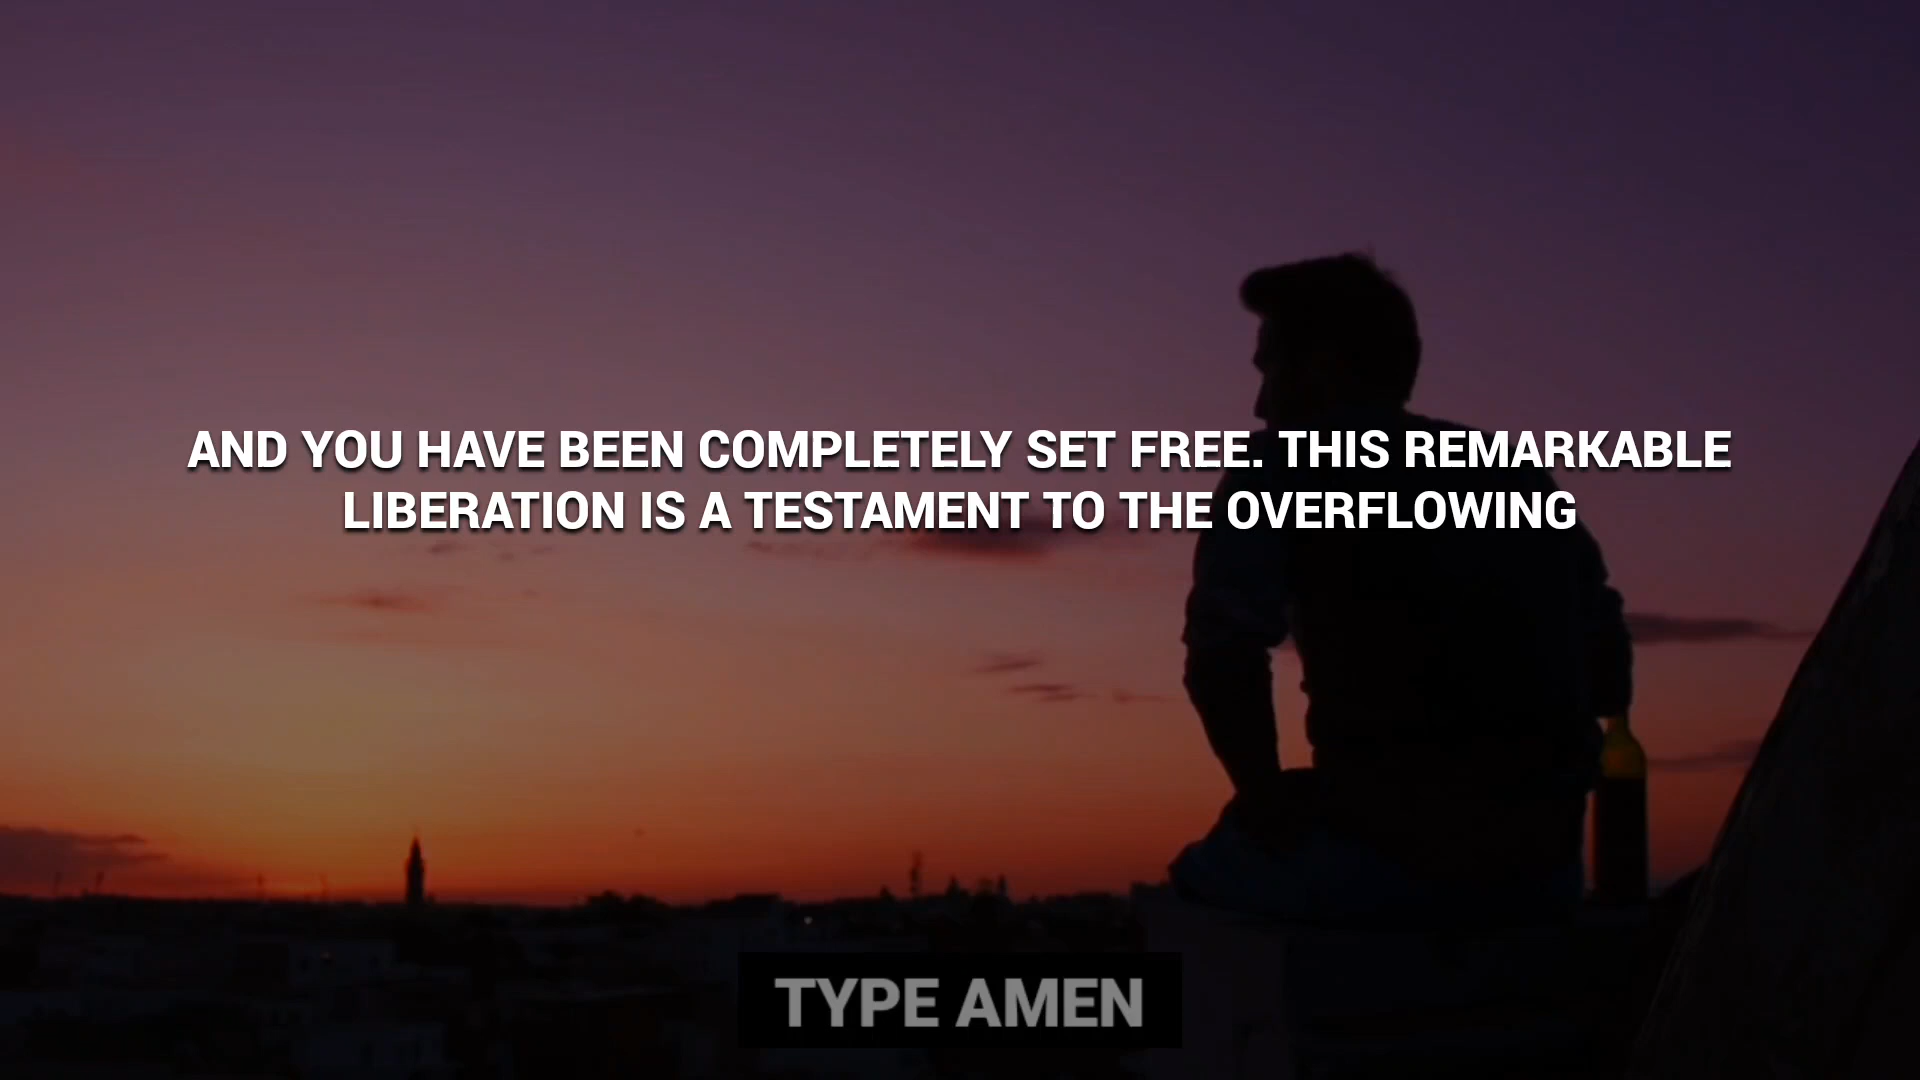 AND YOU HAVE BEEN COMPLETELY SET FREE. THIS REMARKABLE
LIBERATION IS A TESTAMENT TO THE OVERFLOWING
TYPE AMEN